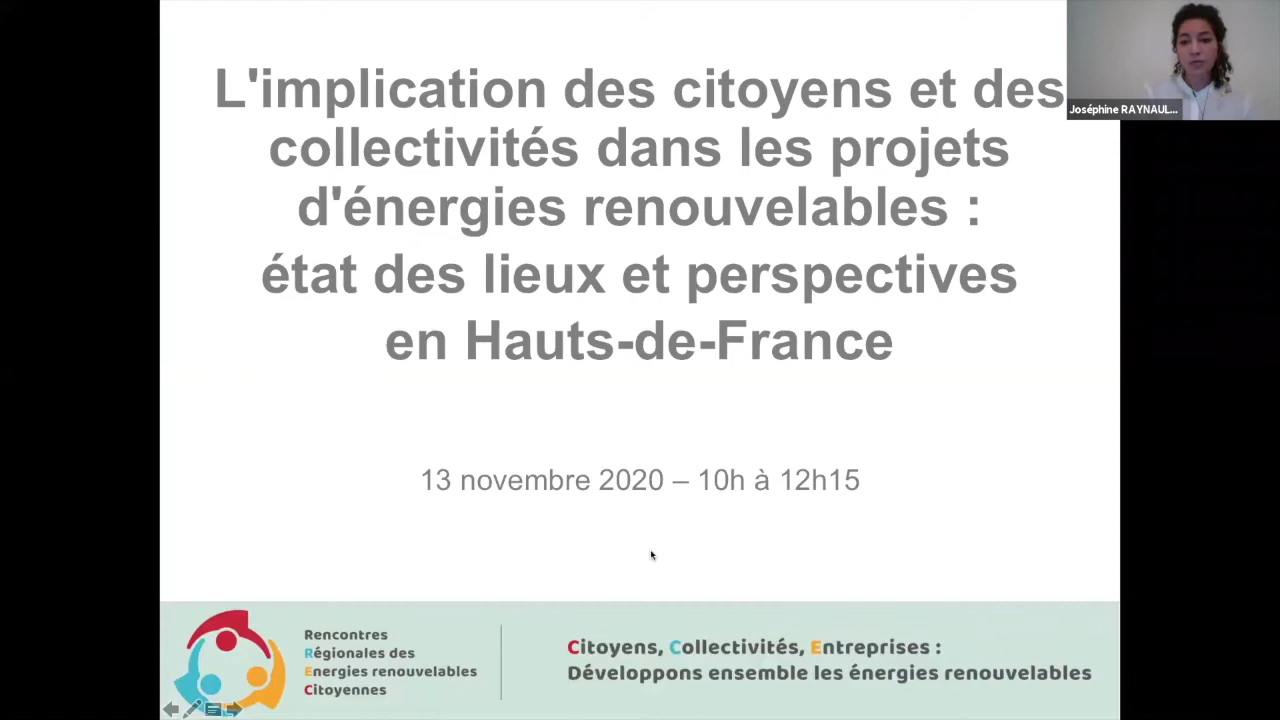 L'implication des citoyens et des
collectivités dans les projets
d'énergies renouvelables :
état des lieux et perspectives
en Hauts-de-France
Joséphine RAYNAUL...
13 novembre 2020 – 10h à 12h15
Rencontres
Régionales des
Energies renouvelables
Citoyennes
Citoyens, Collectivités, Entreprises :
Développons ensemble les énergies renouvelables